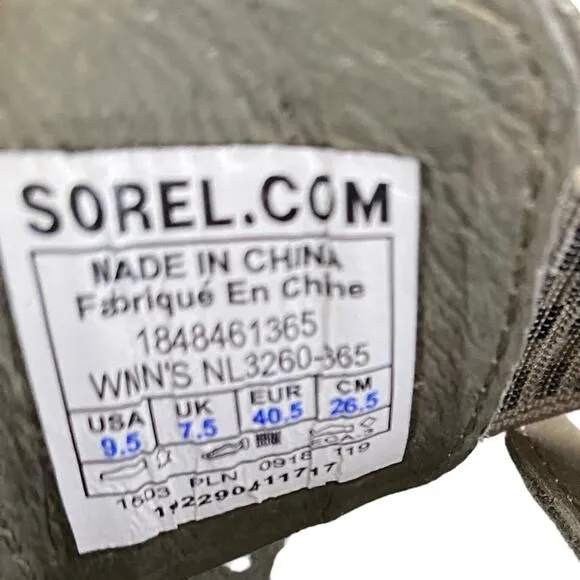 SOREL.COM
MADE IN CHINA
Fabriqué En Chine
1848461365
WMN'S NL3260-365
USA UK EUR CM
9.5 7.5 40.5 26.5
1603 PLN 0918 119